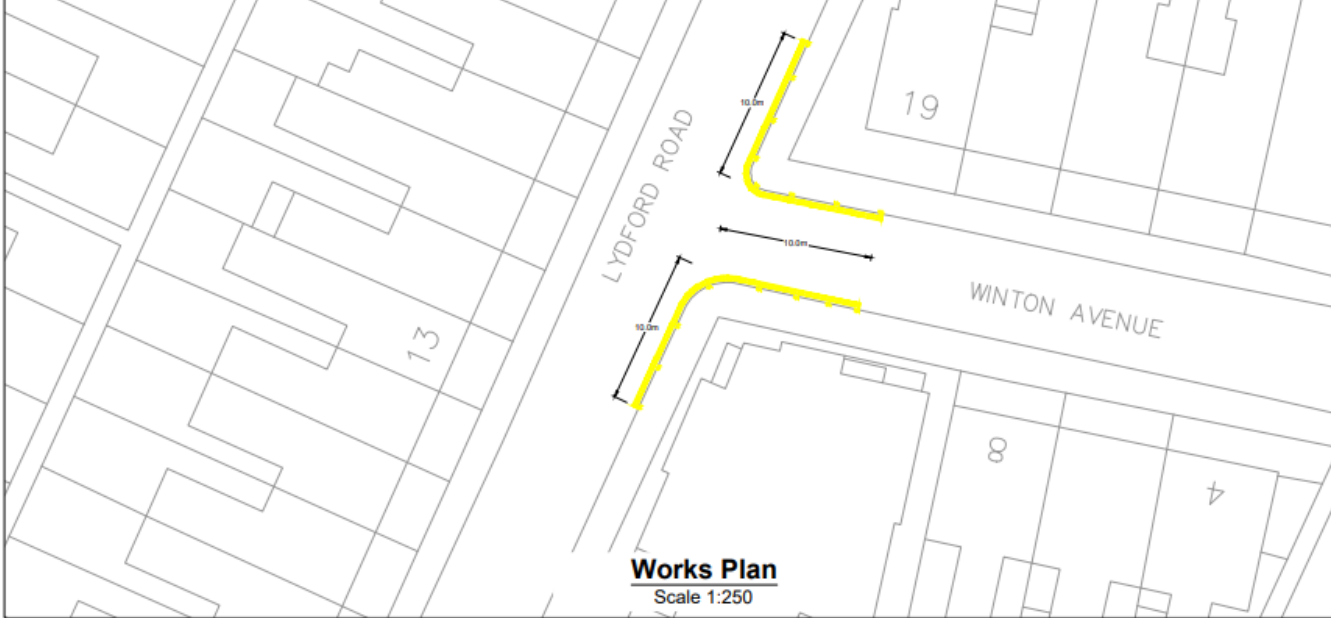 19
10.0m
LYDFORD ROAD
10.0m
WINTON AVENUE
10.0m
13
8
4
Works Plan
Scale 1:250